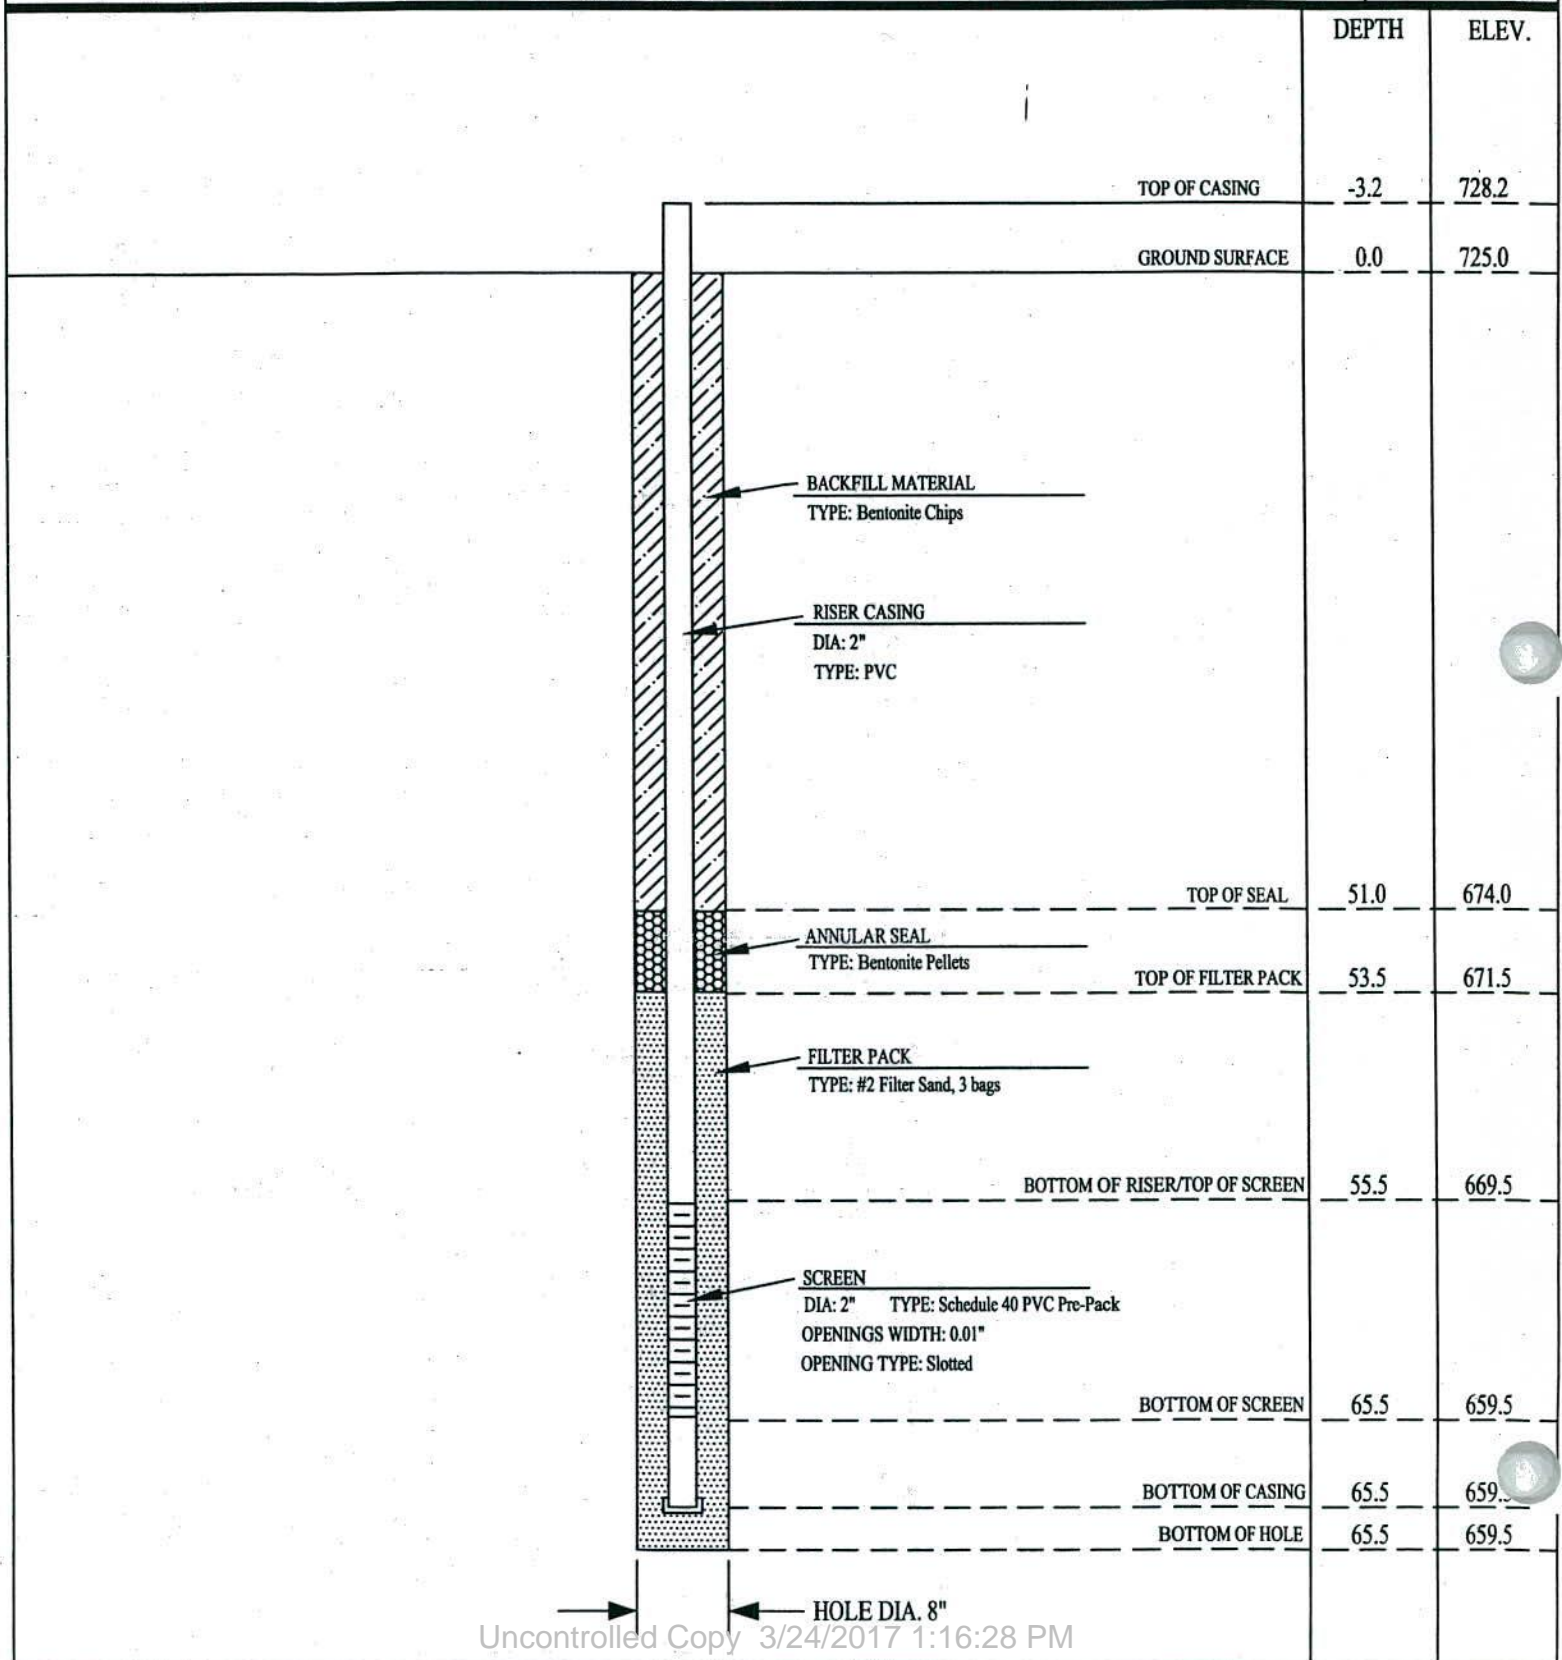 DEPTH ELEV.
TOP OF CASING -3.2 728.2
GROUND SURFACE 0.0 725.0
BACKFILL MATERIAL
TYPE: Bentonite Chips
RISER CASING
DIA: 2"
TYPE: PVC
TOP OF SEAL 51.0 674.0
ANNULAR SEAL
TYPE: Bentonite Pellets
TOP OF FILTER PACK 53.5 671.5
FILTER PACK
TYPE: #2 Filter Sand, 3 bags
BOTTOM OF RISER/TOP OF SCREEN 55.5 669.5
SCREEN
DIA: 2" TYPE: Schedule 40 PVC Pre-Pack
OPENINGS WIDTH: 0.01"
OPENING TYPE: Slotted
BOTTOM OF SCREEN 65.5 659.5
BOTTOM OF CASING 65.5 659.
BOTTOM OF HOLE 65.5 659.5
HOLE DIA. 8"
Uncontrolled Copy 3/24/2017 1:16:28 PM